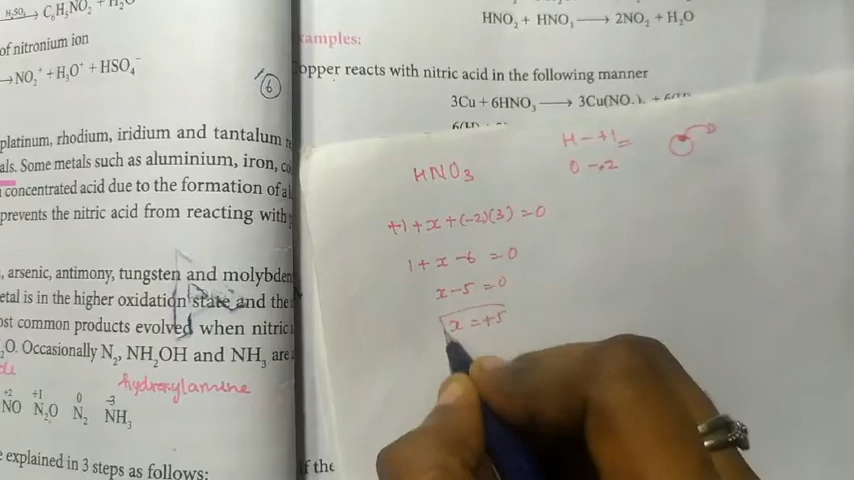 H₂SO₄ → C₆H₅NO₂ + H₂O
of nitronium ion
→ NO₂⁺ + H₃O⁺ + HSO₄⁻
6
platinum, rhodium, iridium and tantalum
als. Some metals such as aluminium, iron,
concentrated acid due to the formation of
prevents the nitric acid from reacting with
, arsenic, antimony, tungsten and molybden
etal is in the higher oxidation state and the
ost common products evolved when nitric
₂O. Occasionally N₂, NH₂OH and NH₃ are
hydroxylamine
+2 +1 0 -3
NO N₂O N₂ NH₃
e explained in 3 steps as follows:
HNO₂ + HNO₃ → 2NO₂ + H₂O
amples:
opper reacts with nitric acid in the following manner
3Cu + 6HNO₃ → 3Cu(NO
HNO₃
H - +1
O - -2
+1 + x + (-2)(3) = 0
1 + x - 6 = 0
x - 5 = 0
x = +5
If the